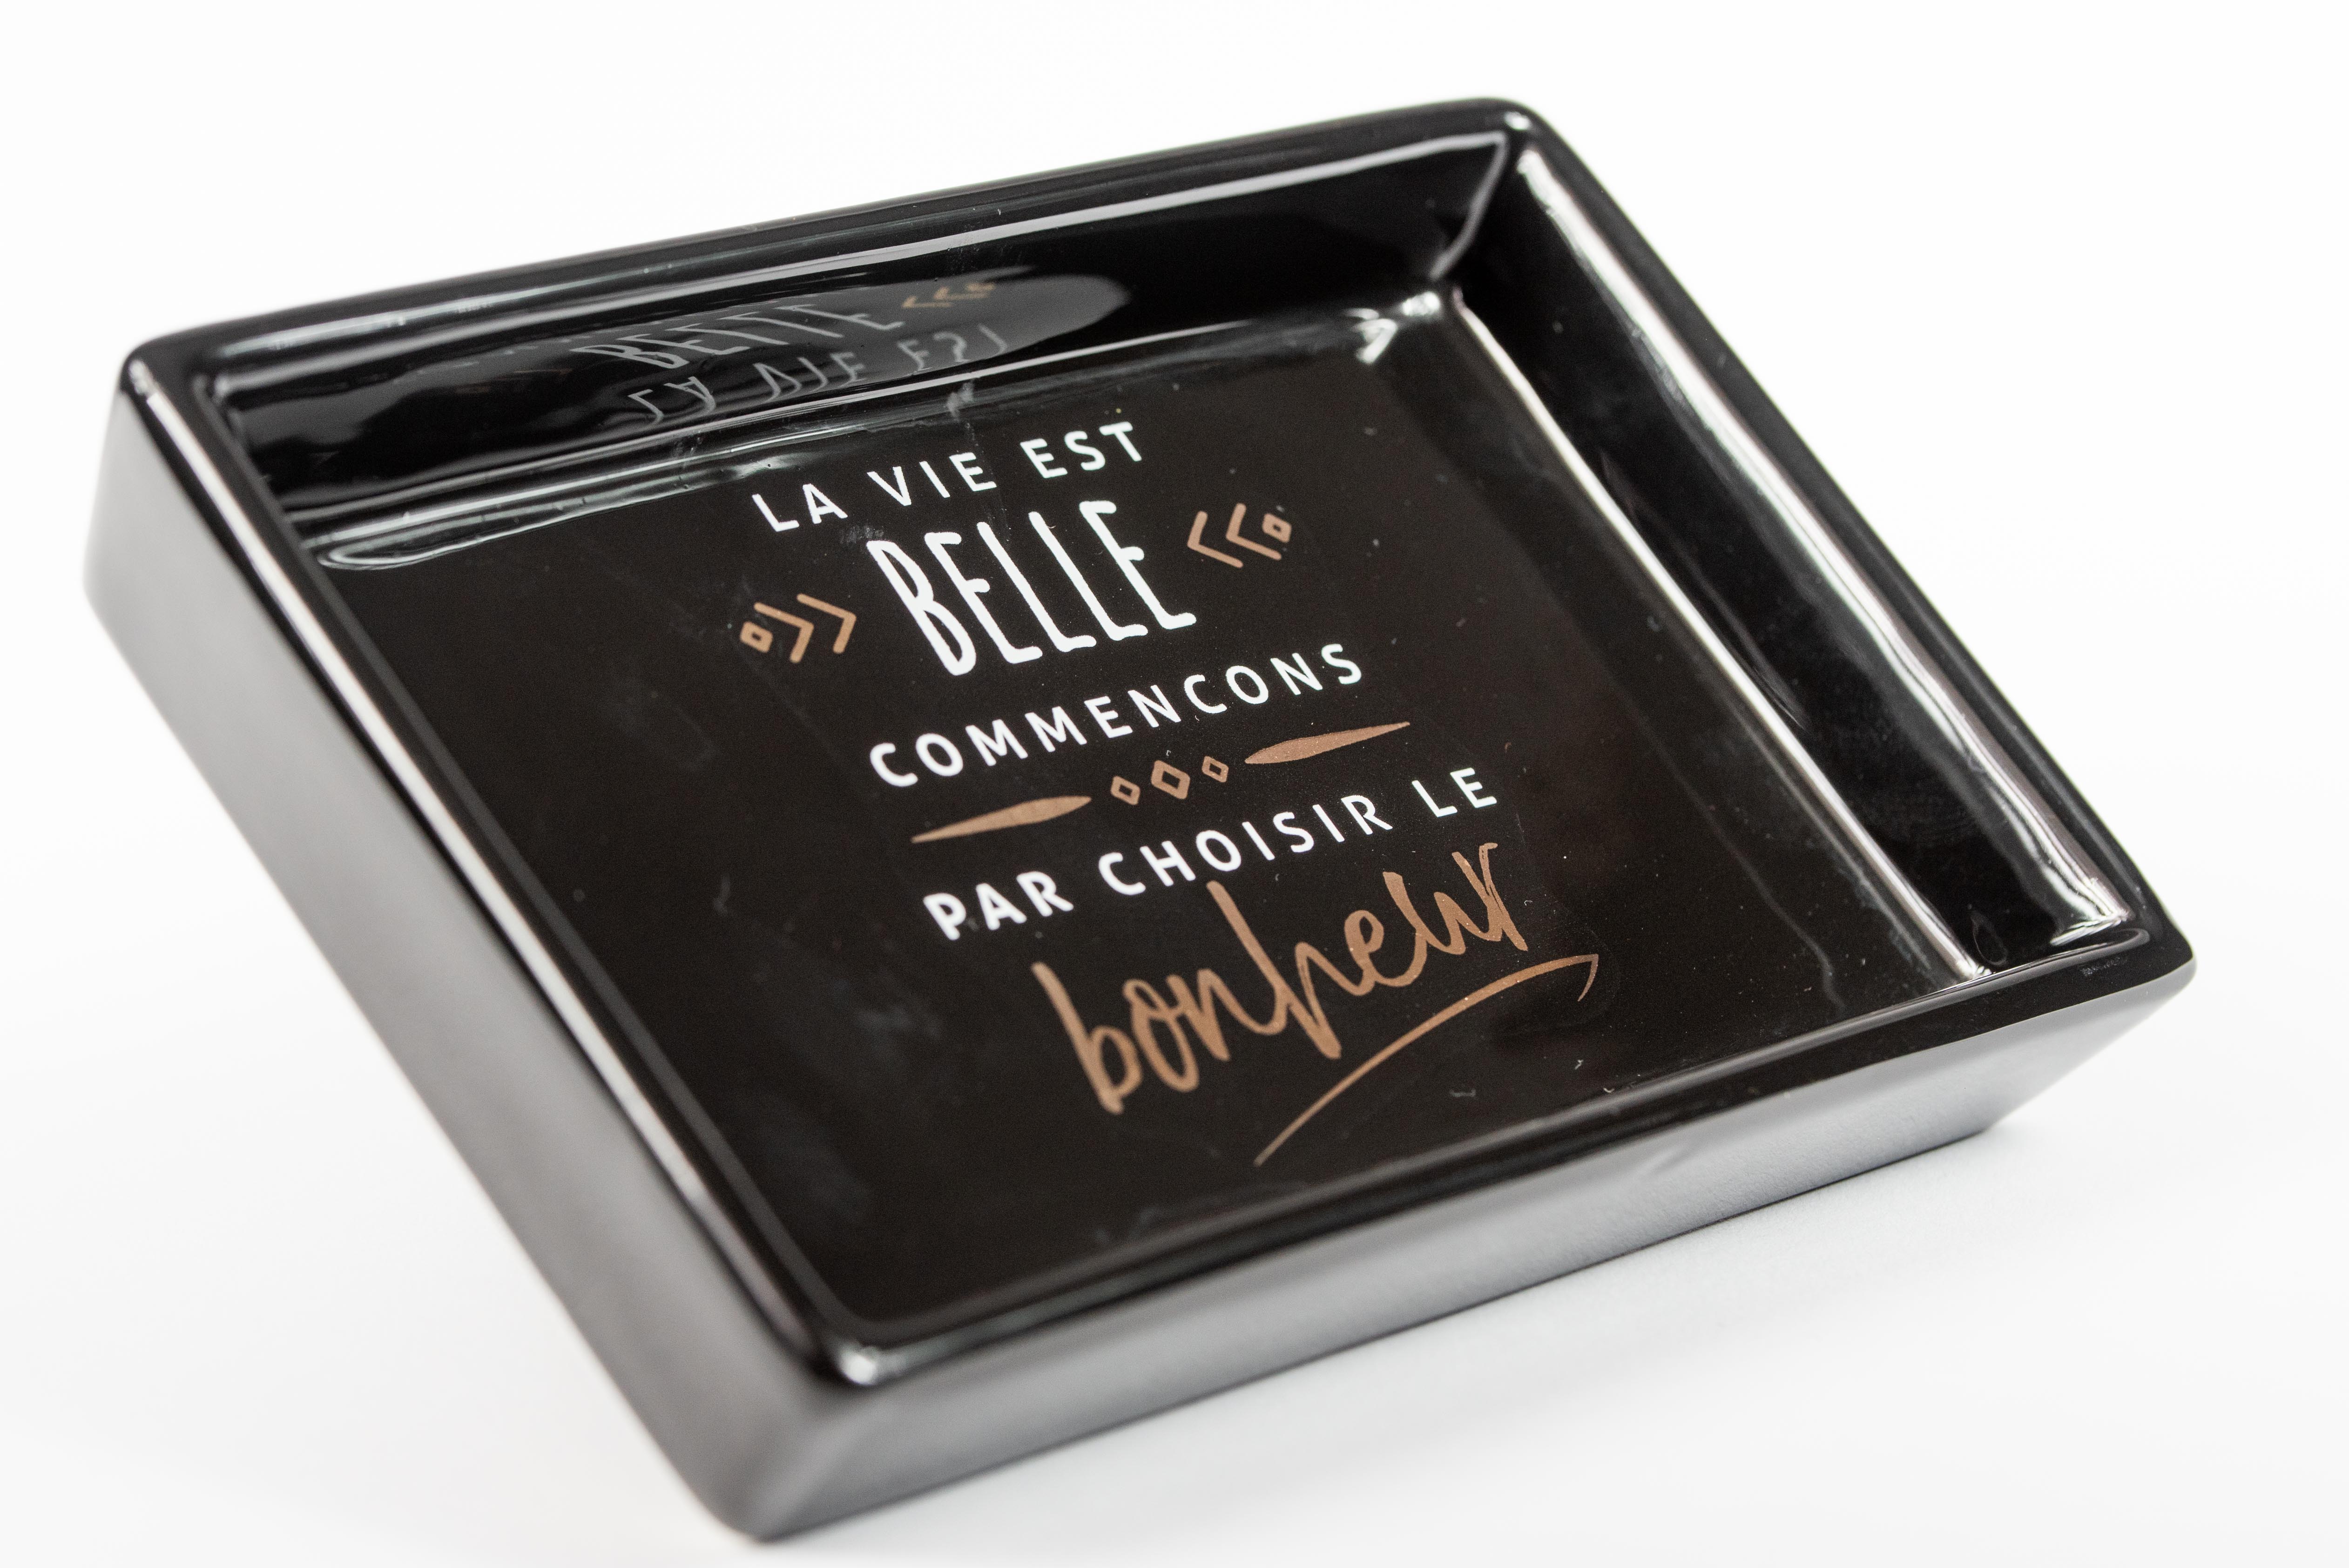 LA VIE EST
BELLE
COMMENCONS
PAR CHOISIR LE
bonheur